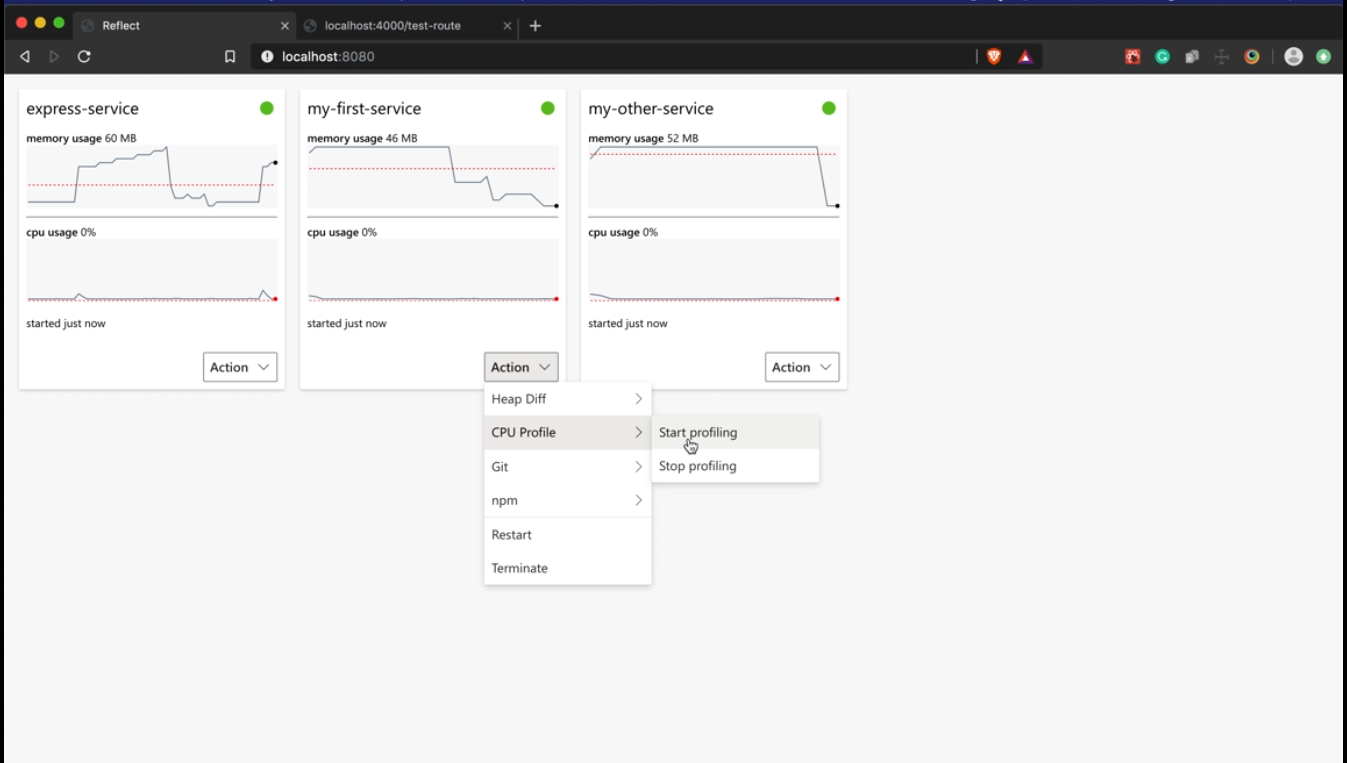 Reflect
localhost:4000/test-route
localhost:8080
express-service
memory usage 60 MB
cpu usage 0%
started just now
Action
my-first-service
memory usage 46 MB
cpu usage 0%
started just now
Action
my-other-service
memory usage 52 MB
cpu usage 0%
started just now
Action
Heap Diff
CPU Profile
Git
npm
Restart
Terminate
Start profiling
Stop profiling